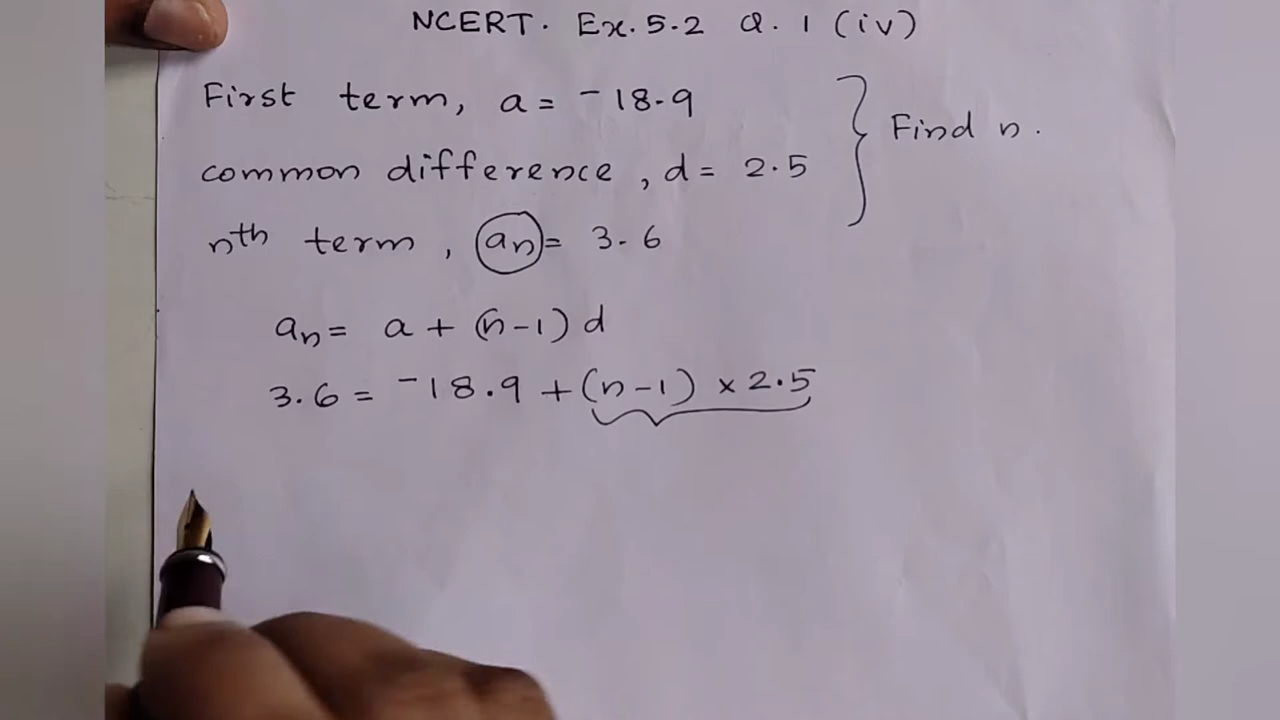 NCERT. Ex. 5.2 Q. 1 (iv)
First term, a = -18.9
common difference, d = 2.5
} Find n.
nth term, an = 3.6
an = a + (n-1) d
3.6 = -18.9 + (n-1) × 2.5